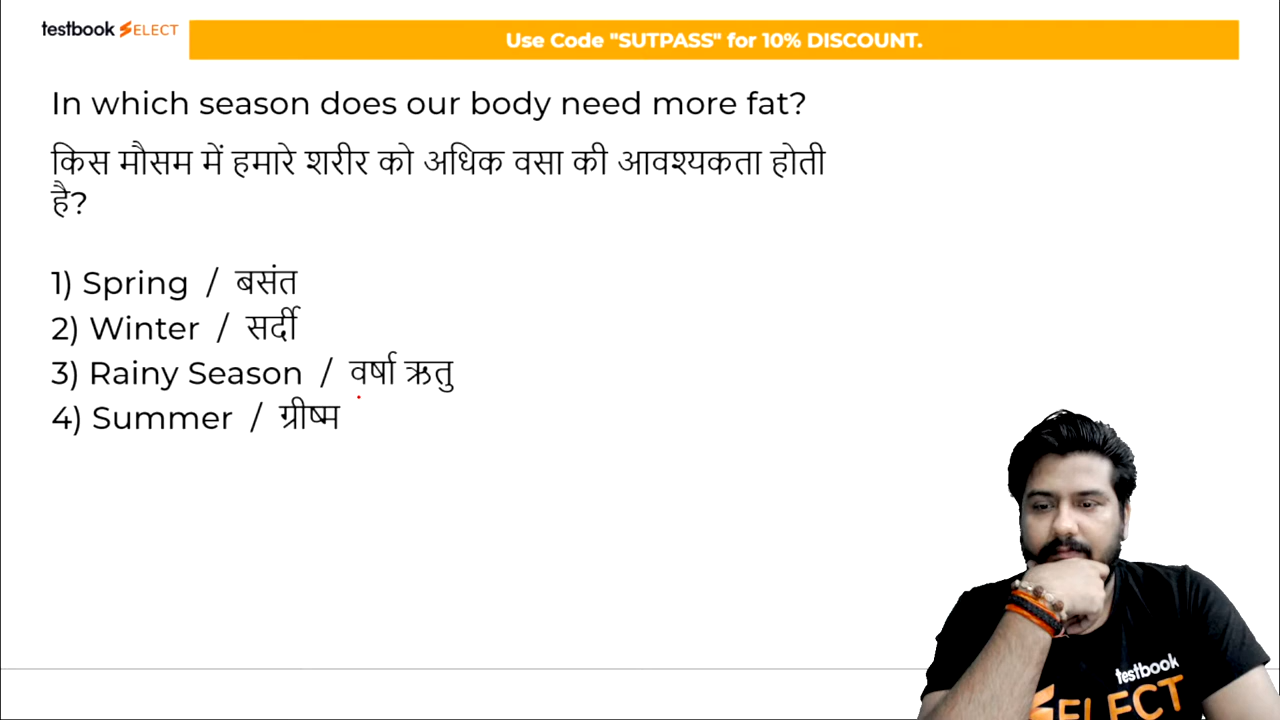 testbook SELECT
Use Code "SUTPASS" for 10% DISCOUNT.
In which season does our body need more fat?
किस मौसम में हमारे शरीर को अधिक वसा की आवश्यकता होती
है?
1) Spring / बसंत
2) Winter / सर्दी
3) Rainy Season / वर्षा ऋतु
4) Summer / ग्रीष्म
testbook
SELECT